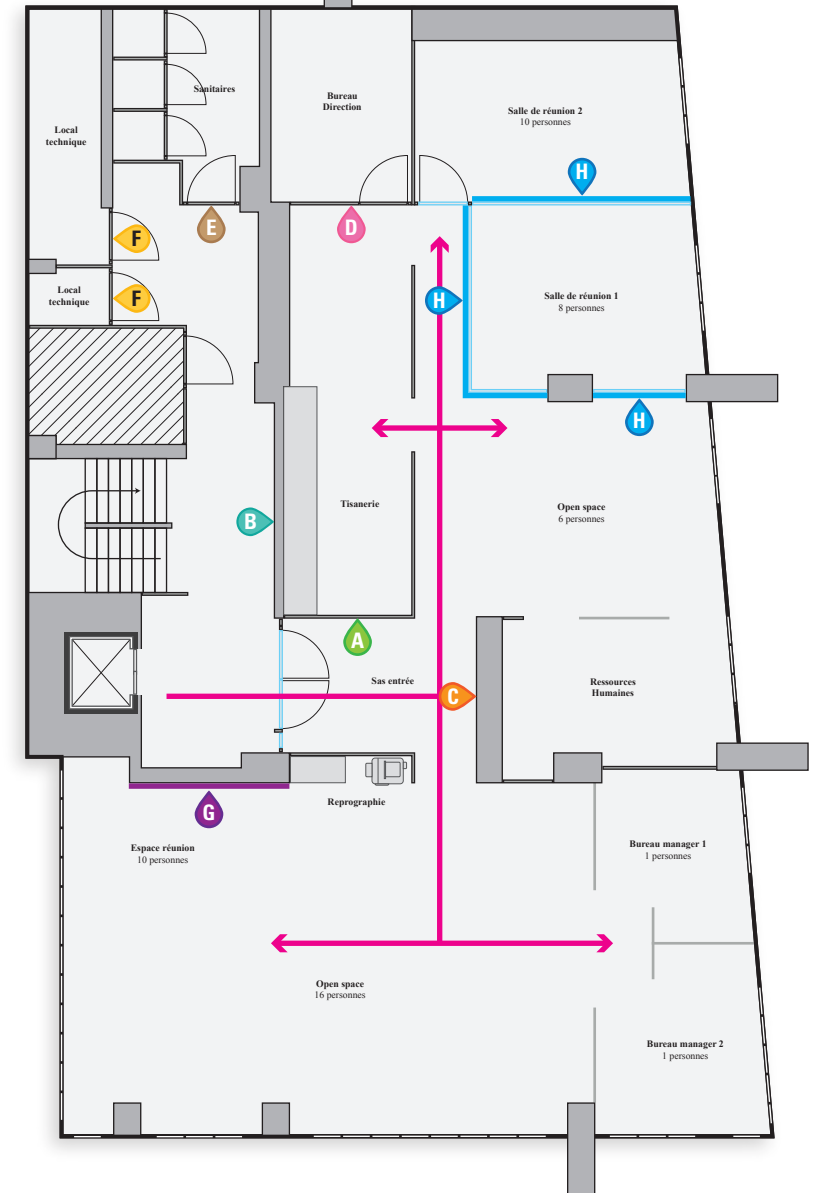 Sanitaires
Bureau
Direction
Salle de réunion 2
10 personnes
Local
technique
H
E
D
F
Local
technique
F
H
Salle de réunion 1
8 personnes
H
Tisanerie
Open space
6 personnes
B
A
Sas entrée
C
Ressources
Humaines
Reprographie
G
Espace réunion
10 personnes
Bureau manager 1
1 personnes
Open space
16 personnes
Bureau manager 2
1 personnes